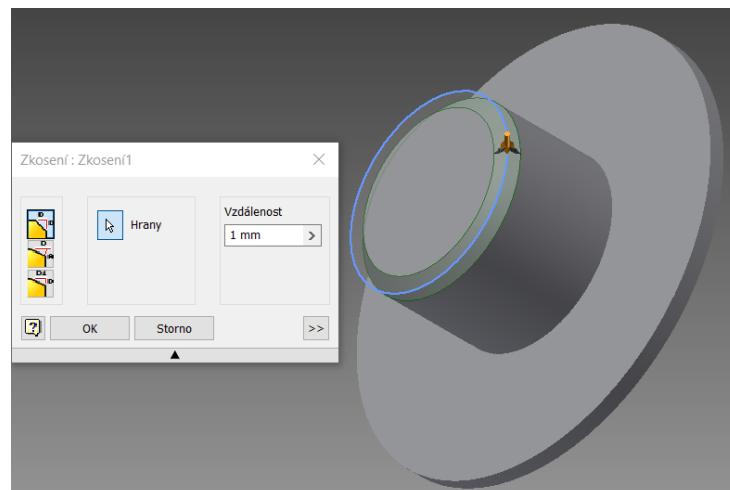 Zkosení : Zkosení1
Vzdálenost
Hrany
1 mm
OK
Storno
>>